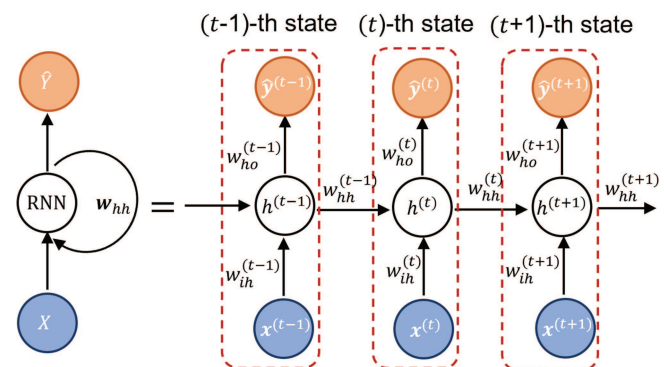 (t-1)-th state (t)-th state (t+1)-th state
Ŷ ŷ^(t-1) ŷ^(t) ŷ^(t+1)
w_ho^(t-1) w_ho^(t) w_ho^(t+1)
w_hh^(t-1) w_hh^(t) w_hh^(t+1)
RNN w_hh = h^(t-1) h^(t) h^(t+1)
w_ih^(t-1) w_ih^(t) w_ih^(t+1)
X x^(t-1) x^(t) x^(t+1)